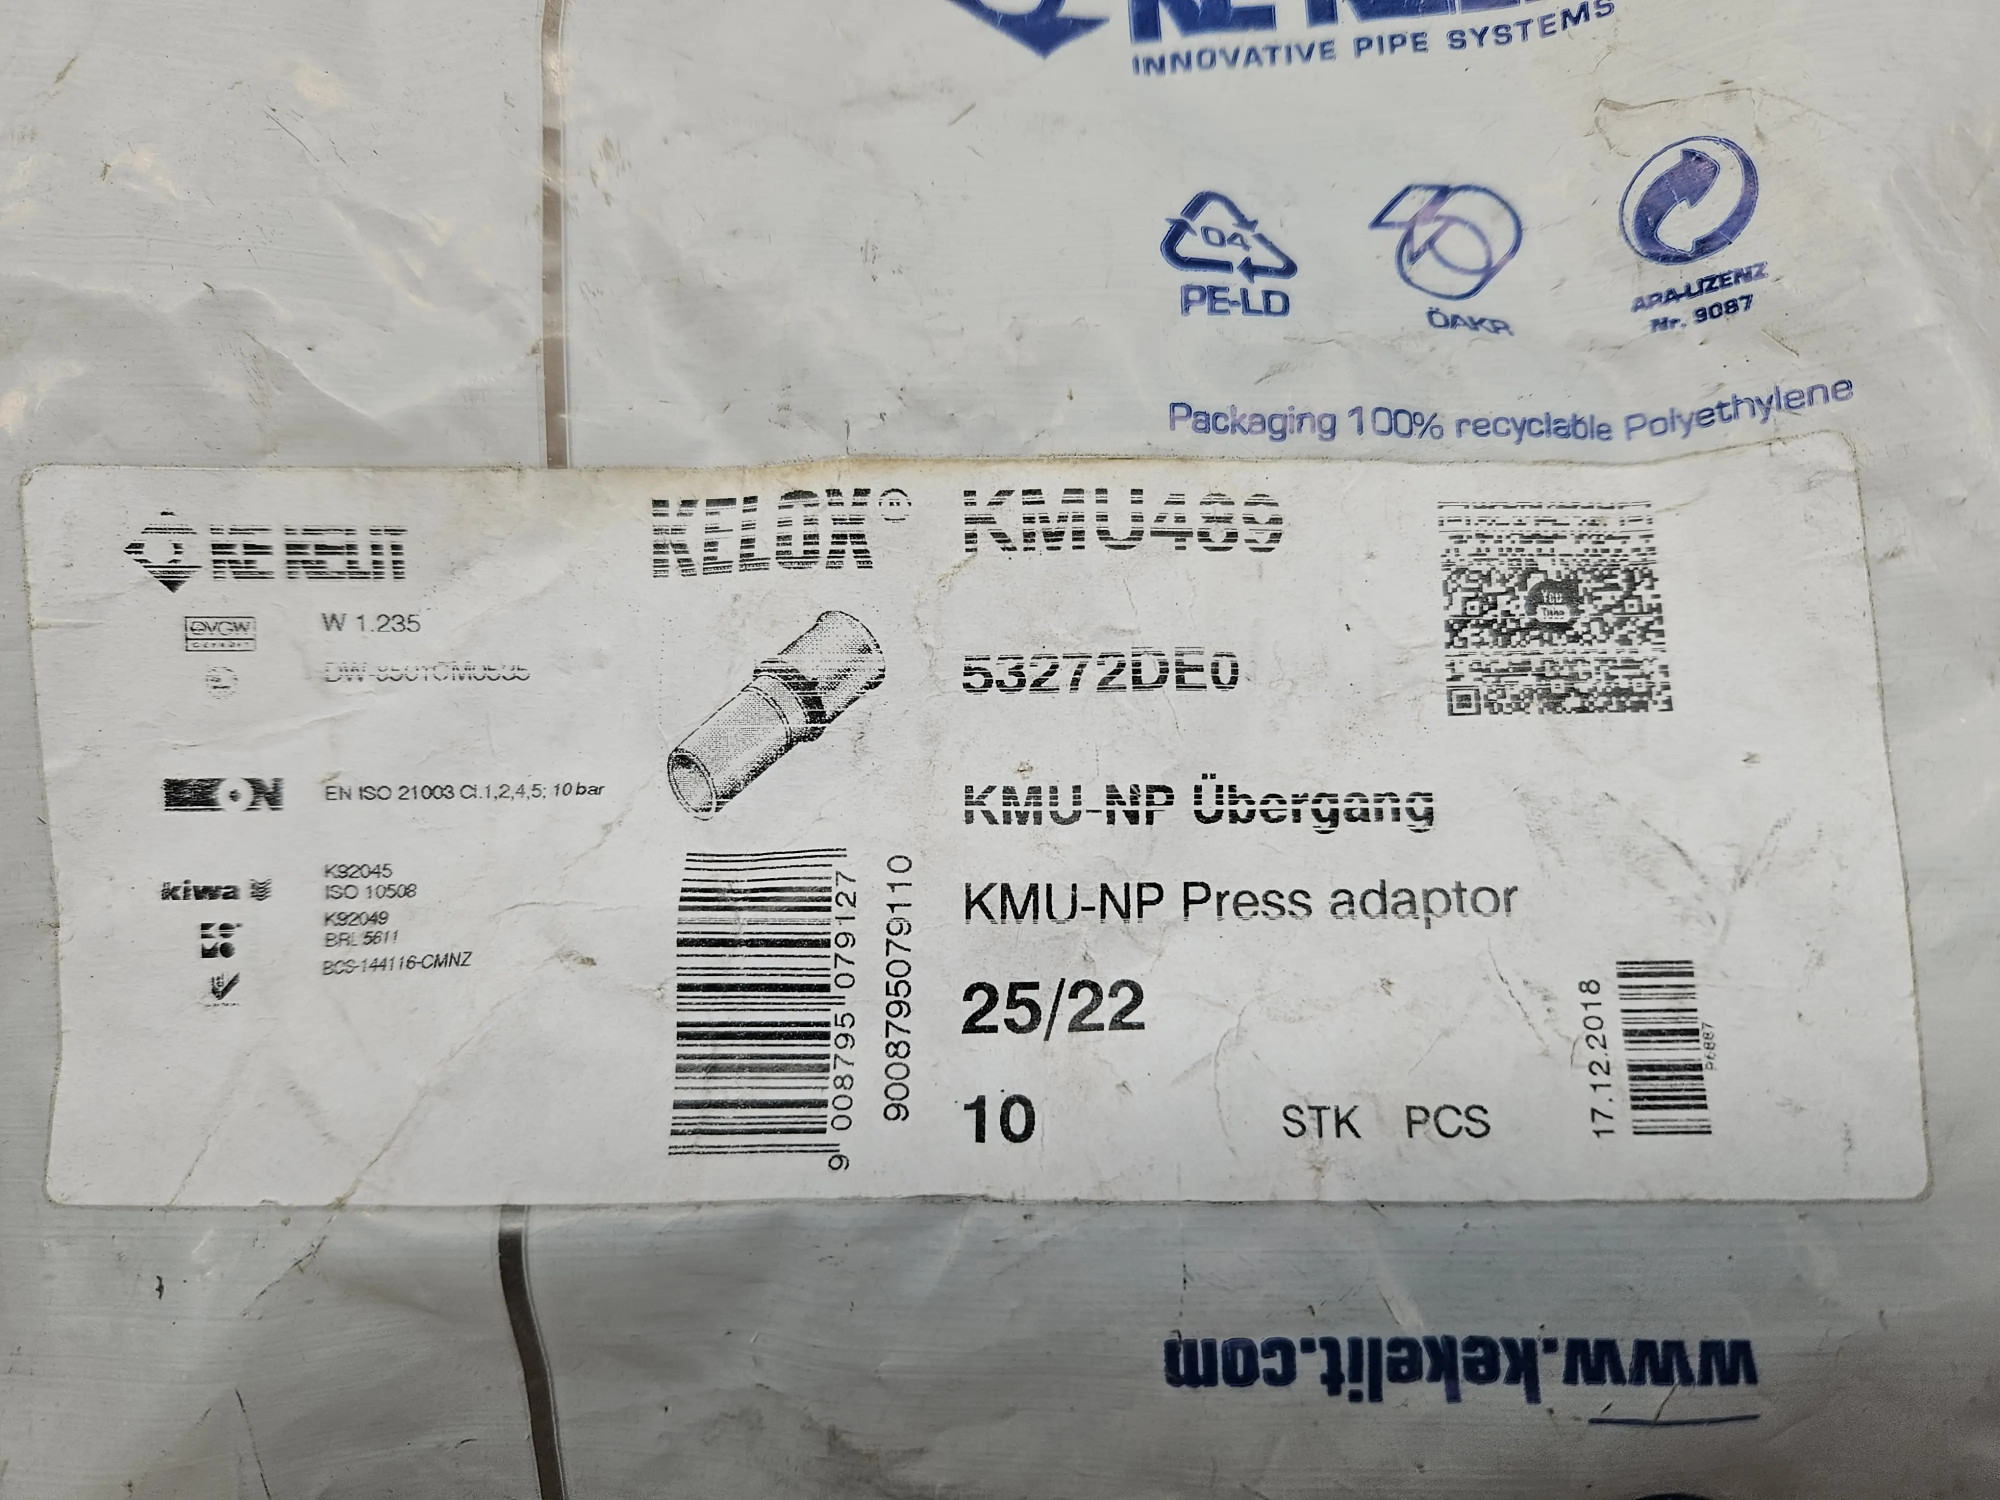 INNOVATIVE PIPE SYSTEMS
04
PE-LD
ÖAKR
ARA-LIZENZ
Nr. 9087
Packaging 100% recyclable Polyethylene
KE KELIT
KELOX®
KMU489
ÖVGW
W 1.235
You
Tube
53272DE0
EN ISO 21003 Cl.1,2,4,5; 10 bar
KMU-NP Übergang
kiwa
K92045
ISO 10508
K92049
BRL 5611
BCS-144116-CMNZ
KMU-NP Press adaptor
25/22
10 STK PCS
9 008795 079127
9008795079110
17.12.2018
www.kekelit.com